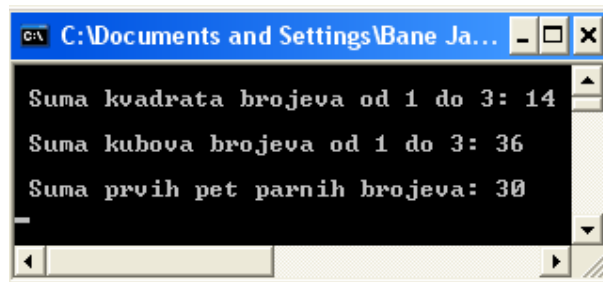 C:\Documents and Settings\Bane Ja...
Suma kvadrata brojeva od 1 do 3: 14
Suma kubova brojeva od 1 do 3: 36
Suma prvih pet parnih brojeva: 30